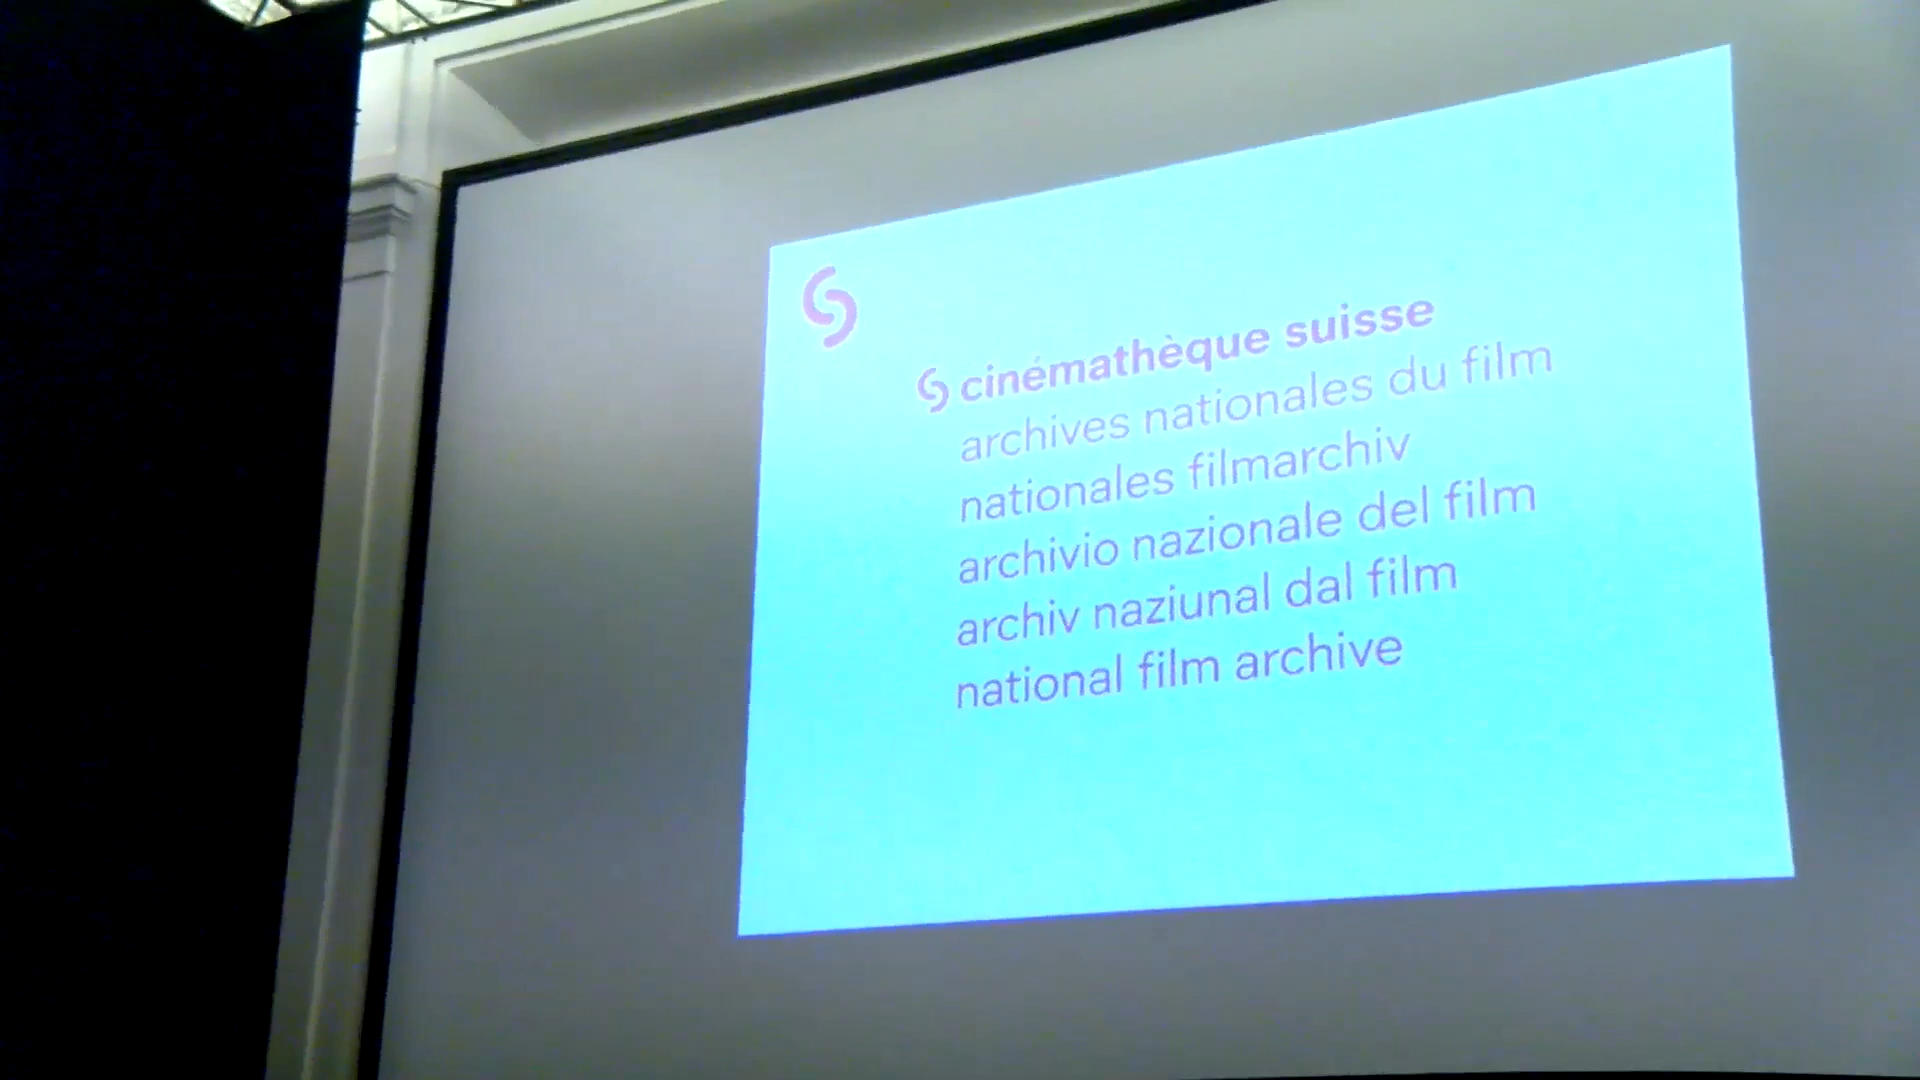 cinémathèque suisse
archives nationales du film
nationales filmarchiv
archivio nazionale del film
archiv naziunal dal film
national film archive